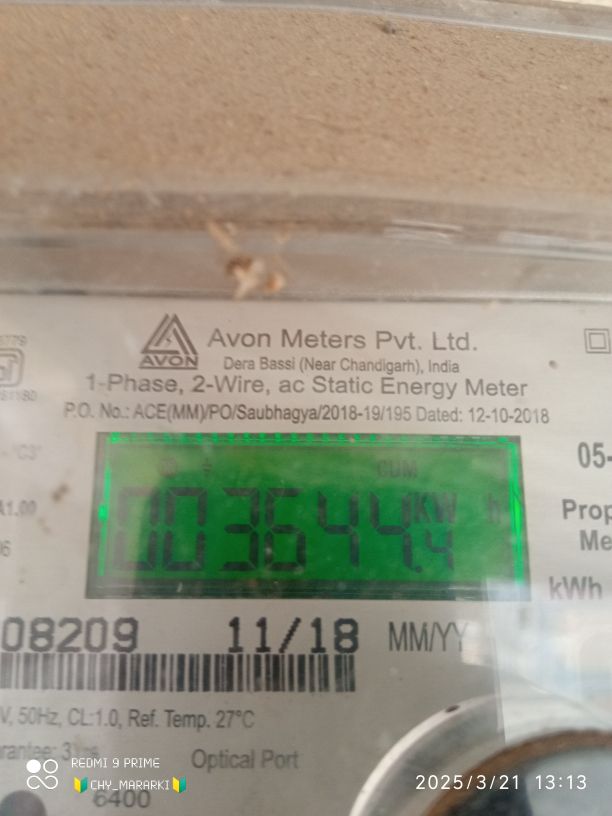 Avon Meters Pvt. Ltd.
AVON
Dera Bassi (Near Chandigarh), India
1-Phase, 2-Wire, ac Static Energy Meter
P.O. No.: ACE(MM)/PO/Saubhagya/2018-19/195 Dated: 12-10-2018
CUM
003644.4 KW h
05-
Prop
Me
kWh
08209 11/18 MM/YY
V, 50Hz, CL:1.0, Ref. Temp. 27°C
Optical Port
6400
REDMI 9 PRIME
CHY_MARARKI
2025/3/21 13:13